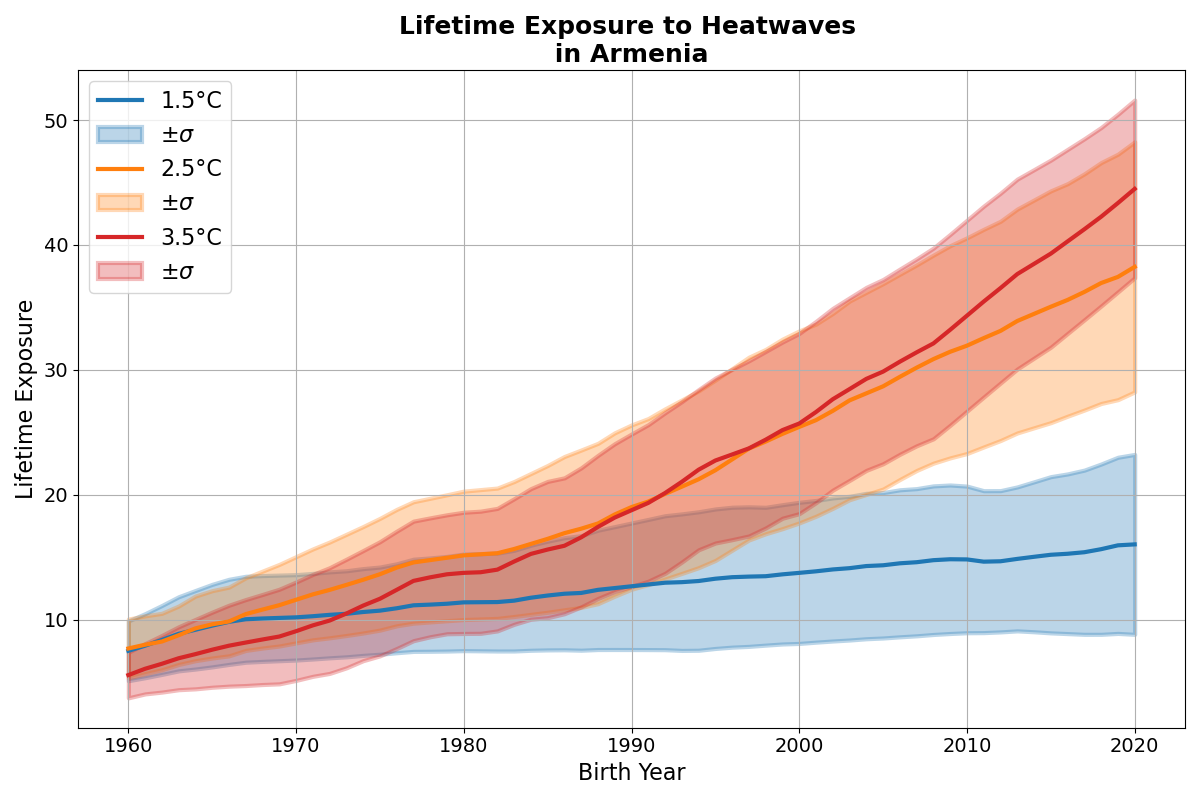 Lifetime Exposure to Heatwaves
in Armenia
1.5°C
±σ
2.5°C
±σ
3.5°C
±σ
50
40
30
20
10
Lifetime Exposure
1960
1970
1980
1990
2000
2010
2020
Birth Year